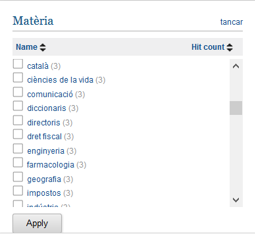 Matèria tancar
Name Hit count
català (3)
ciències de la vida (3)
comunicació (3)
diccionaris (3)
directoris (3)
dret fiscal (3)
enginyeria (3)
farmacologia (3)
geografia (3)
impostos (3)
indústria (3)
Apply